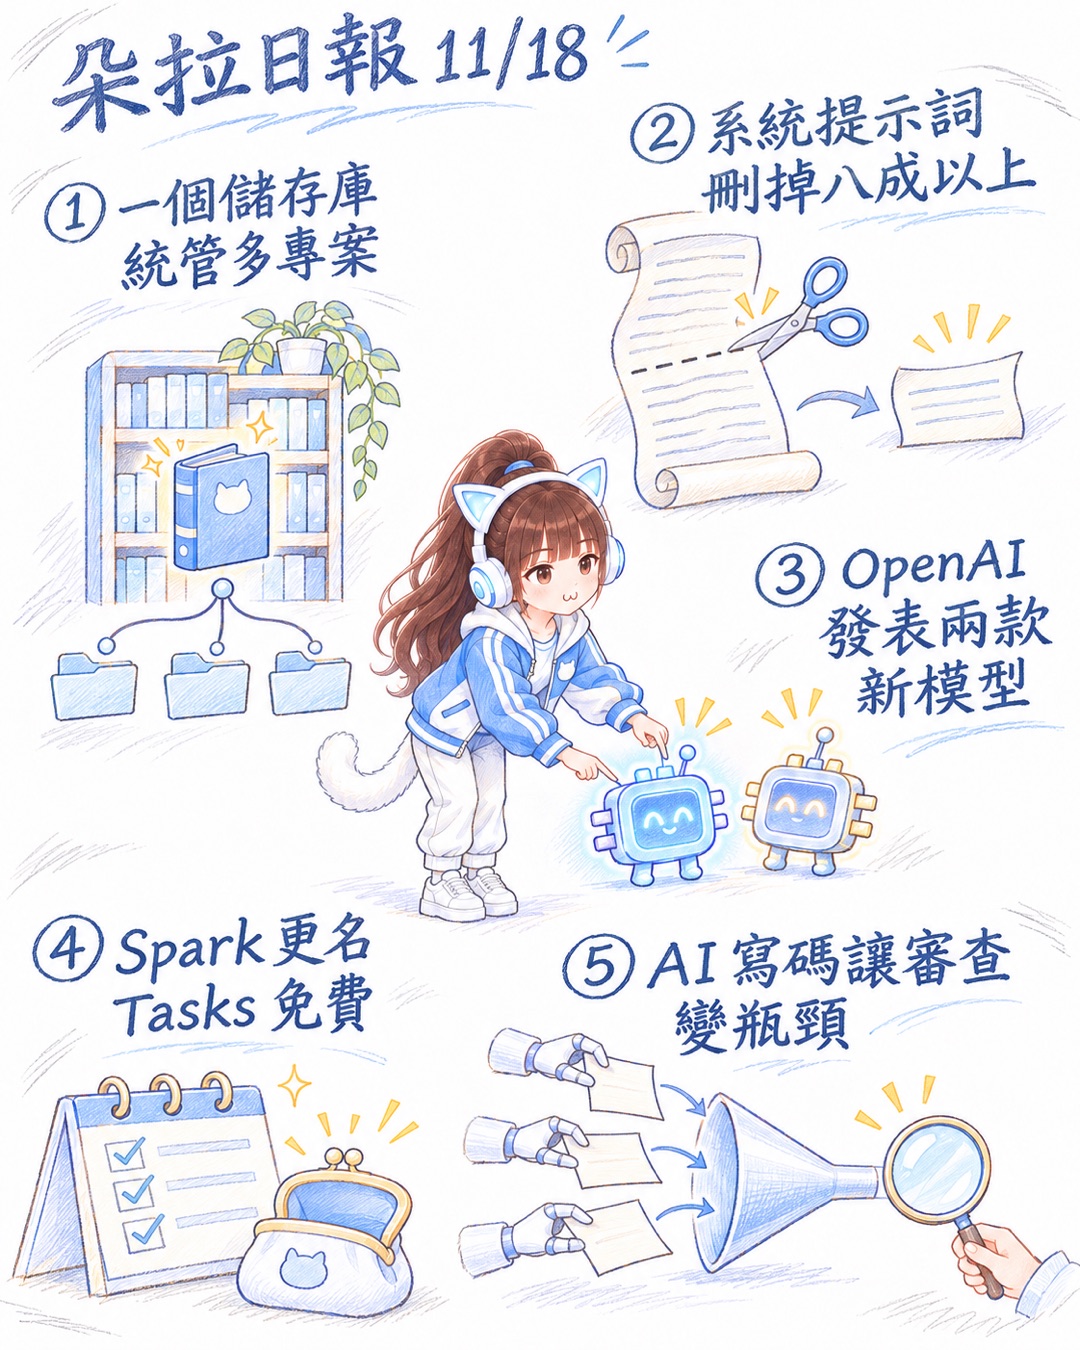 朵拉日報 11/18
① 一個儲存庫
統管多專案
② 系統提示詞
刪掉八成以上
③ OpenAI
發表兩款
新模型
④ Spark 更名
Tasks 免費
⑤ AI 寫碼讓審查
變瓶頸